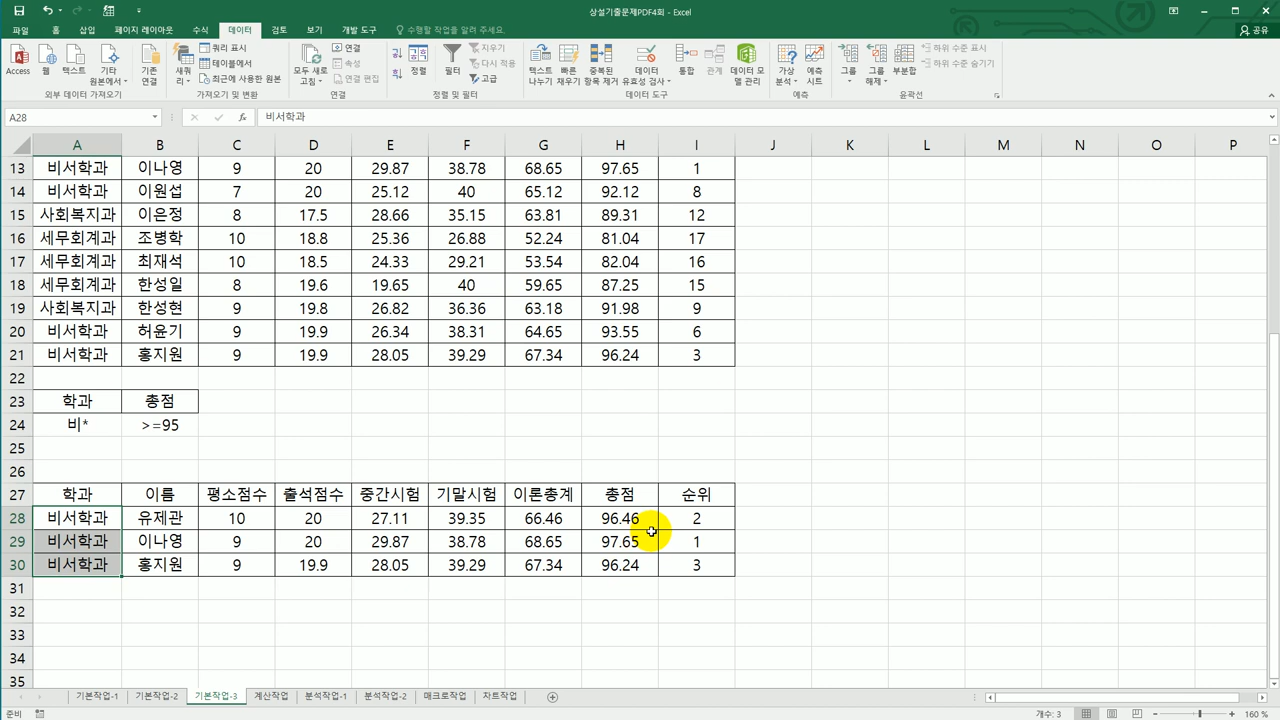 상설기출문제PDF4회 - Excel
파일 홈 삽입 페이지 레이아웃 수식 데이터 검토 보기 개발 도구 수행할 작업을 알려 주세요. 공유
Access 웹 텍스트 기타 원본에서 기존 연결 새쿼리 쿼리 표시 테이블에서 최근에 사용한 원본 모두 새로 고침 연결 속성 연결 편집 정렬 필터 지우기 다시 적용 고급 텍스트 나누기 빠른 채우기 중복된 항목 제거 데이터 유효성 검사 통합 관계 데이터 모델 관리 가상 분석 예측 시트 그룹 그룹 해제 부분합 하위 수준 표시 하위 수준 숨기기
외부 데이터 가져오기 가져오기 및 변환 연결 정렬 및 필터 데이터 도구 예측 윤곽선
A28 fx 비서학과
A B C D E F G H I J K L M N O P
13 비서학과 이나영 9 20 29.87 38.78 68.65 97.65 1
14 비서학과 이원섭 7 20 25.12 40 65.12 92.12 8
15 사회복지과 이은정 8 17.5 28.66 35.15 63.81 89.31 12
16 세무회계과 조병학 10 18.8 25.36 26.88 52.24 81.04 17
17 세무회계과 최재석 10 18.5 24.33 29.21 53.54 82.04 16
18 세무회계과 한성일 8 19.6 19.65 40 59.65 87.25 15
19 사회복지과 한성현 9 19.8 26.82 36.36 63.18 91.98 9
20 비서학과 허윤기 9 19.9 26.34 38.31 64.65 93.55 6
21 비서학과 홍지원 9 19.9 28.05 39.29 67.34 96.24 3
22
23 학과 총점
24 비* >=95
25
26
27 학과 이름 평소점수 출석점수 중간시험 기말시험 이론총계 총점 순위
28 비서학과 유제관 10 20 27.11 39.35 66.46 96.46 2
29 비서학과 이나영 9 20 29.87 38.78 68.65 97.65 1
30 비서학과 홍지원 9 19.9 28.05 39.29 67.34 96.24 3
31
32
33
34
35
기본작업-1 기본작업-2 기본작업-3 계산작업 분석작업-1 분석작업-2 매크로작업 차트작업
준비 개수: 3 160 %